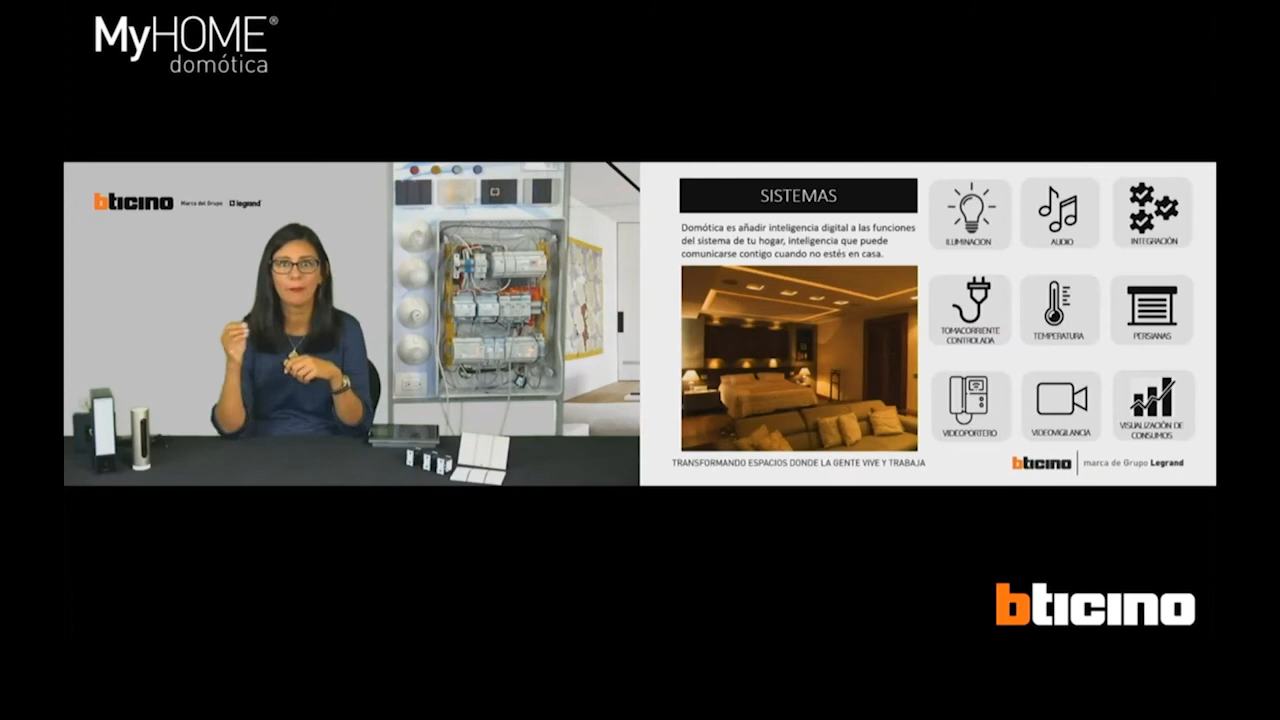 MyHOME®
domótica
bticino Marca del Grupo legrand
SISTEMAS
Domótica es añadir inteligencia digital a las funciones
del sistema de tu hogar, inteligencia que puede
comunicarse contigo cuando no estés en casa.
ILUMINACION
AUDIO
INTEGRACIÓN
TOMACORRIENTE
CONTROLADA
TEMPERATURA
PERSIANAS
VIDEOPORTERO
VIDEOVIGILANCIA
VISUALIZACIÓN DE
CONSUMOS
TRANSFORMANDO ESPACIOS DONDE LA GENTE VIVE Y TRABAJA
bticino marca de Grupo Legrand
bticino